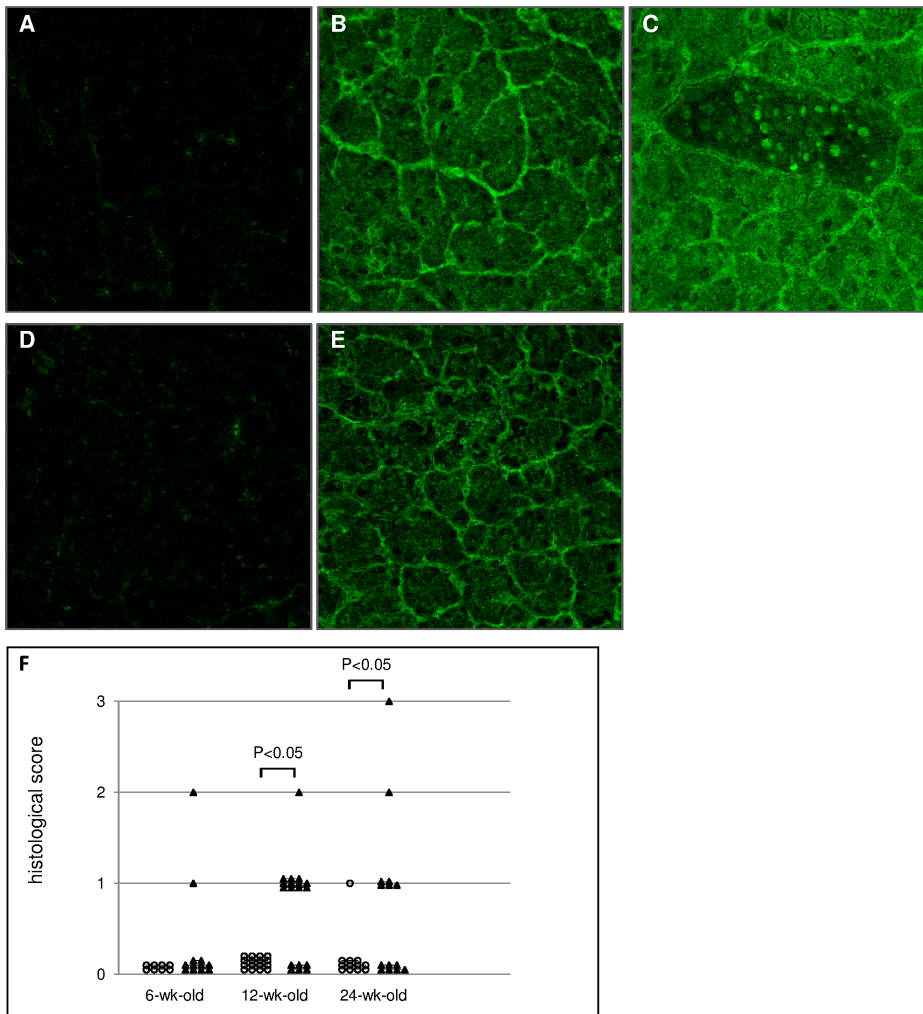 A
B
C
D
E
F
P<0.05
P<0.05
histological score
3
2
1
0
6-wk-old
12-wk-old
24-wk-old